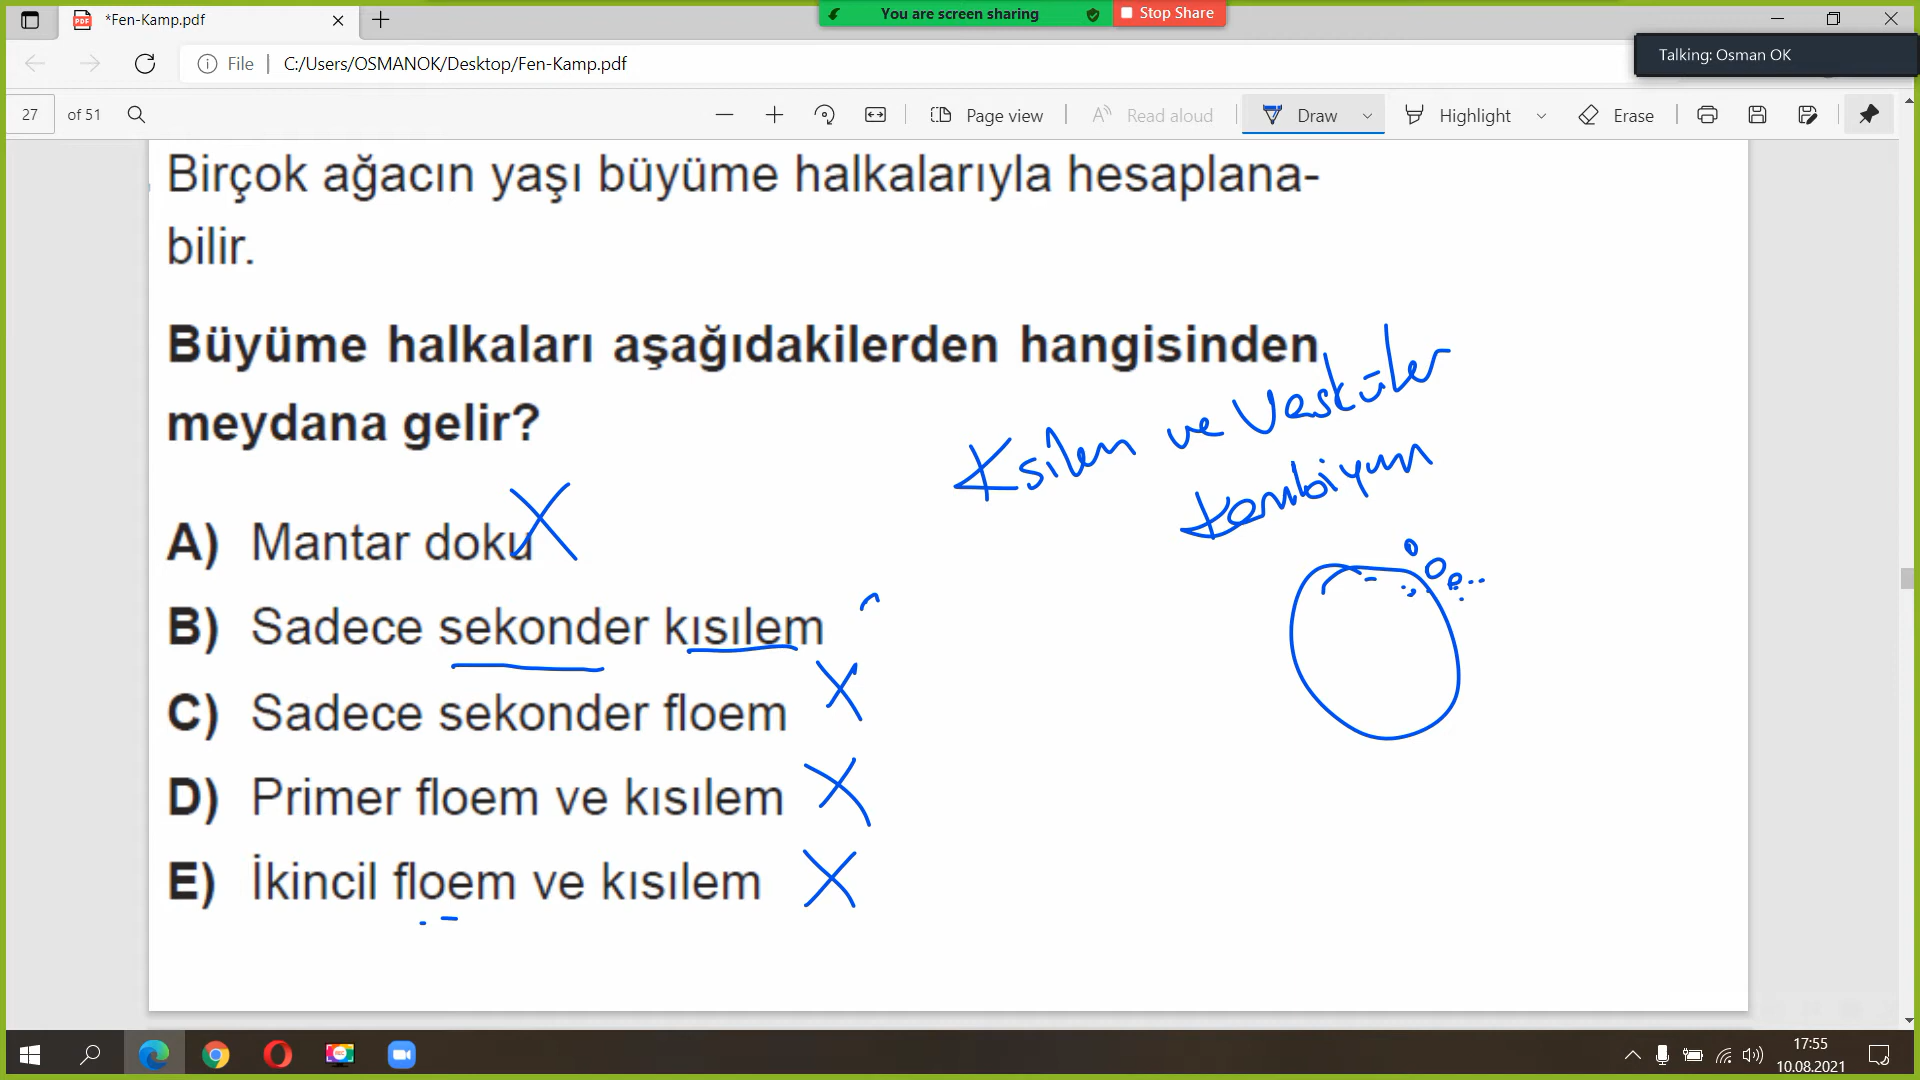 *Fen-Kamp.pdf
You are screen sharing
Stop Share
File
C:/Users/OSMANOK/Desktop/Fen-Kamp.pdf
Talking: Osman OK
27 of 51
Page view
Read aloud
Draw
Highlight
Erase
Birçok ağacın yaşı büyüme halkalarıyla hesaplana-
bilir.
Büyüme halkaları aşağıdakilerden hangisinden
meydana gelir?
Ksilem ve Vasküler
kambiyum
A) Mantar doku
B) Sadece sekonder kısılem
C) Sadece sekonder floem
D) Primer floem ve kısılem
E) İkincil floem ve kısılem
17:55
10.08.2021